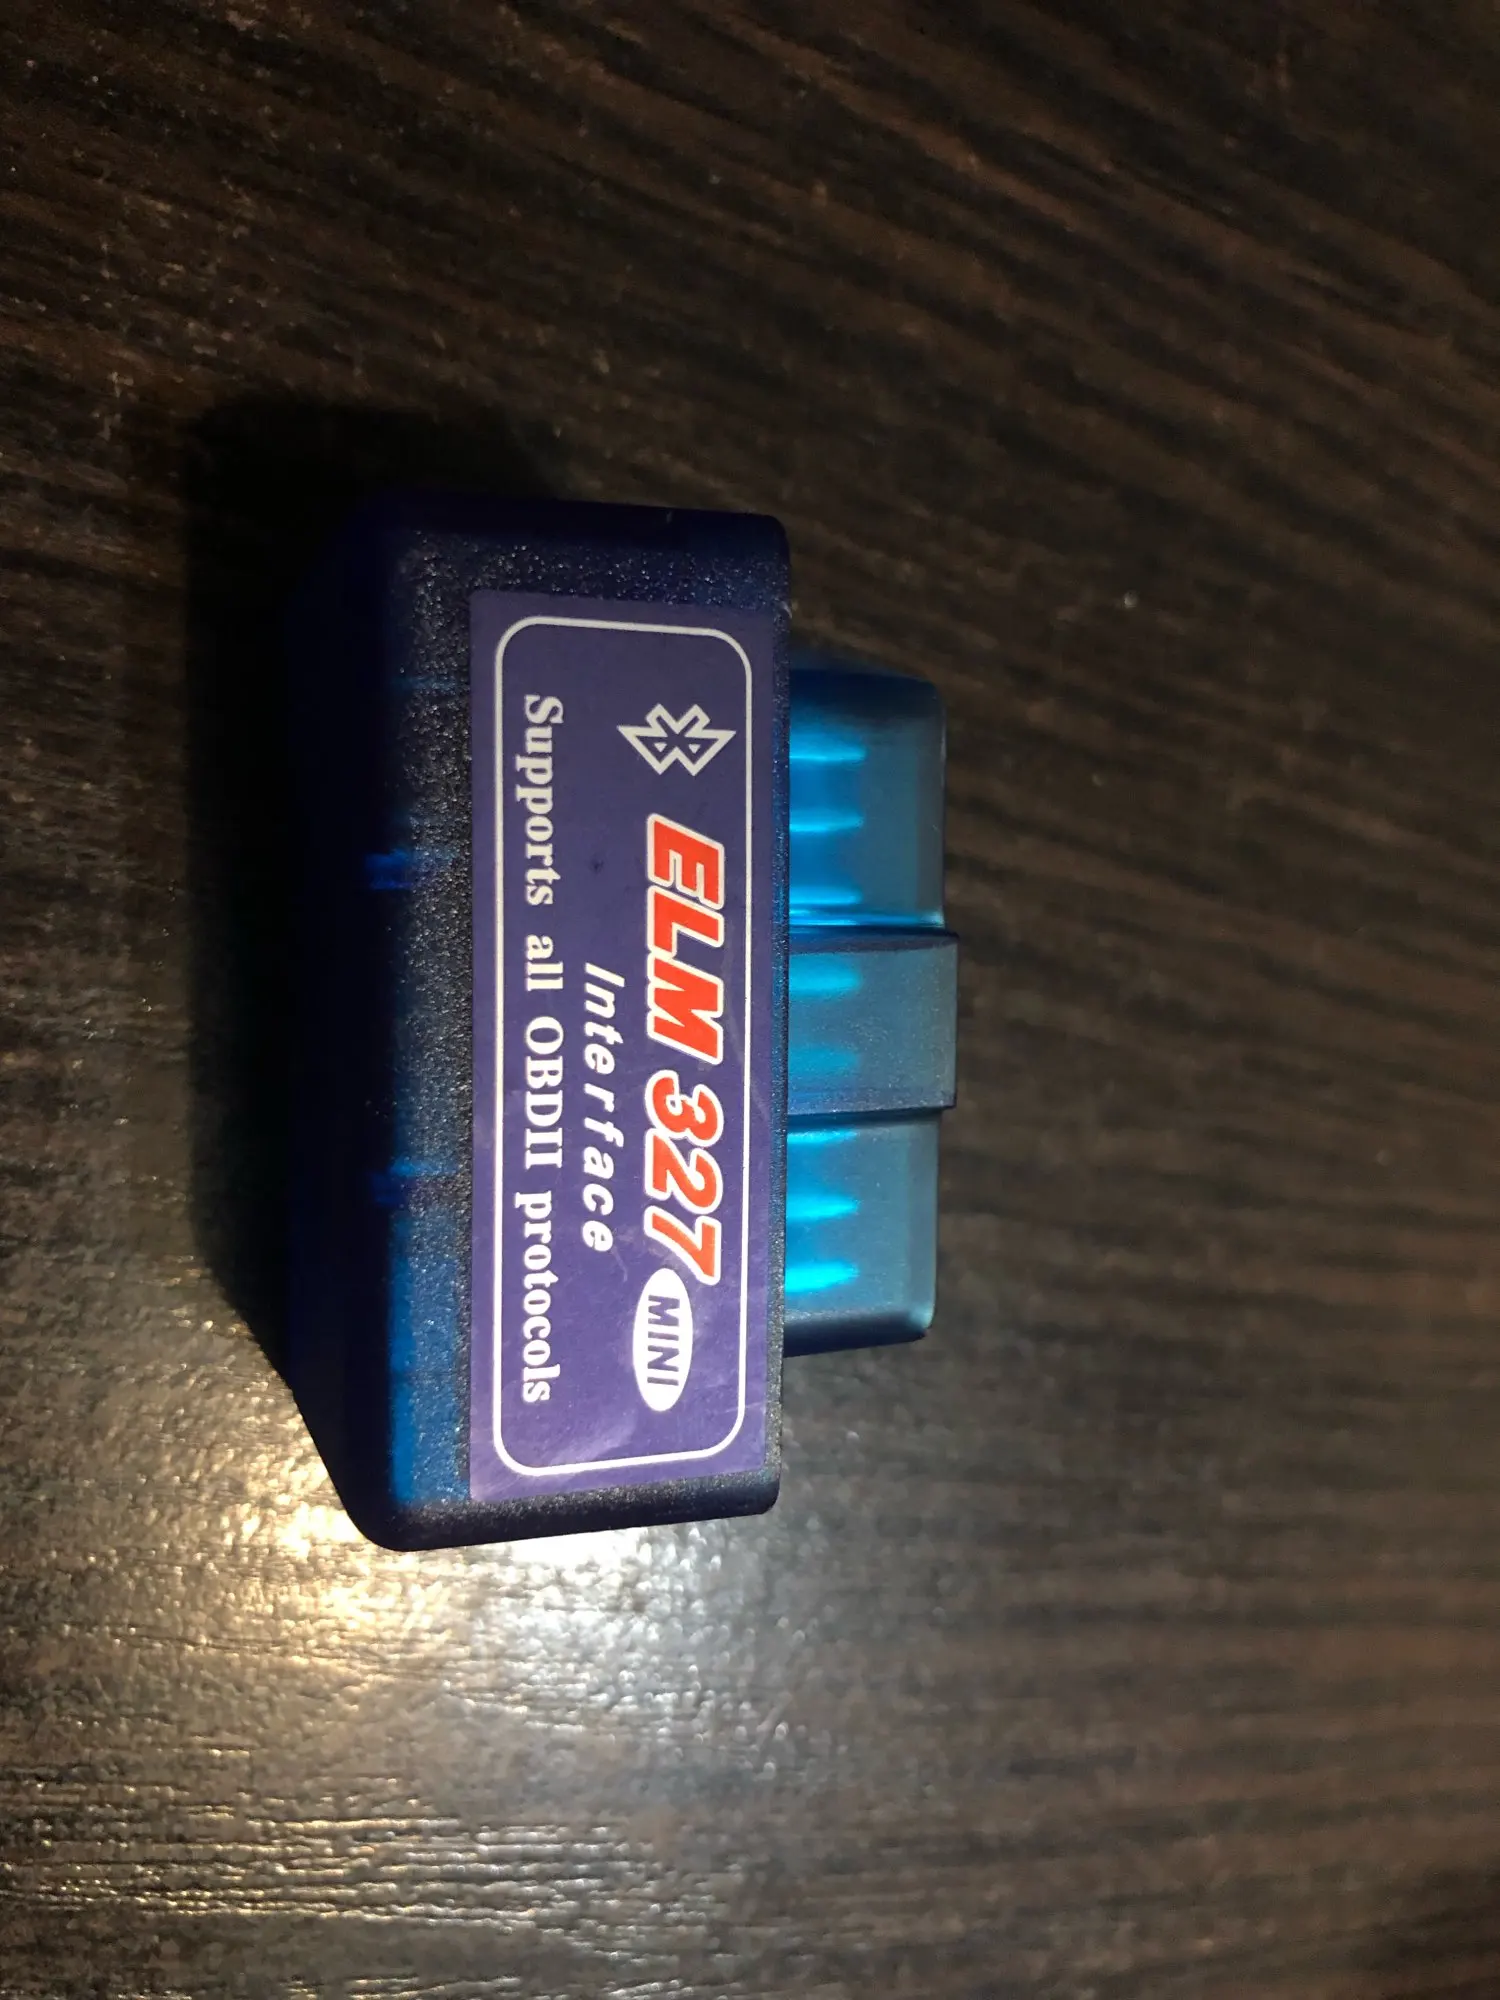 ELM 327 MINI
Interface
Supports all OBDII protocols